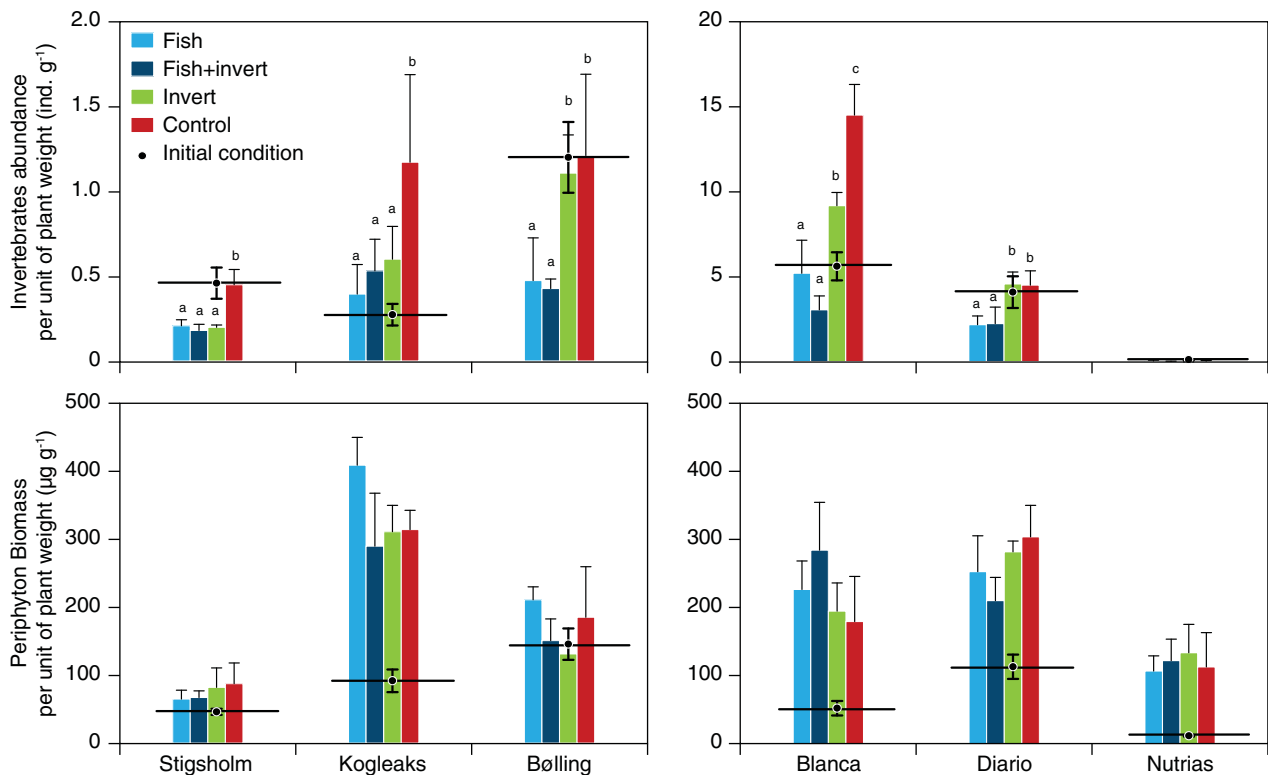 Invertebrates abundance
per unit of plant weight (ind. g⁻¹)
2.0
1.5
1.0
0.5
0
Fish
Fish+invert
Invert
Control
Initial condition
a a a b
a a a b
a a b b
20
15
10
5
0
a a b c
a a b b
Periphyton Biomass
per unit of plant weight (µg g⁻¹)
500
400
300
200
100
0
Stigsholm Kogleaks Bølling
500
400
300
200
100
0
Blanca Diario Nutrias